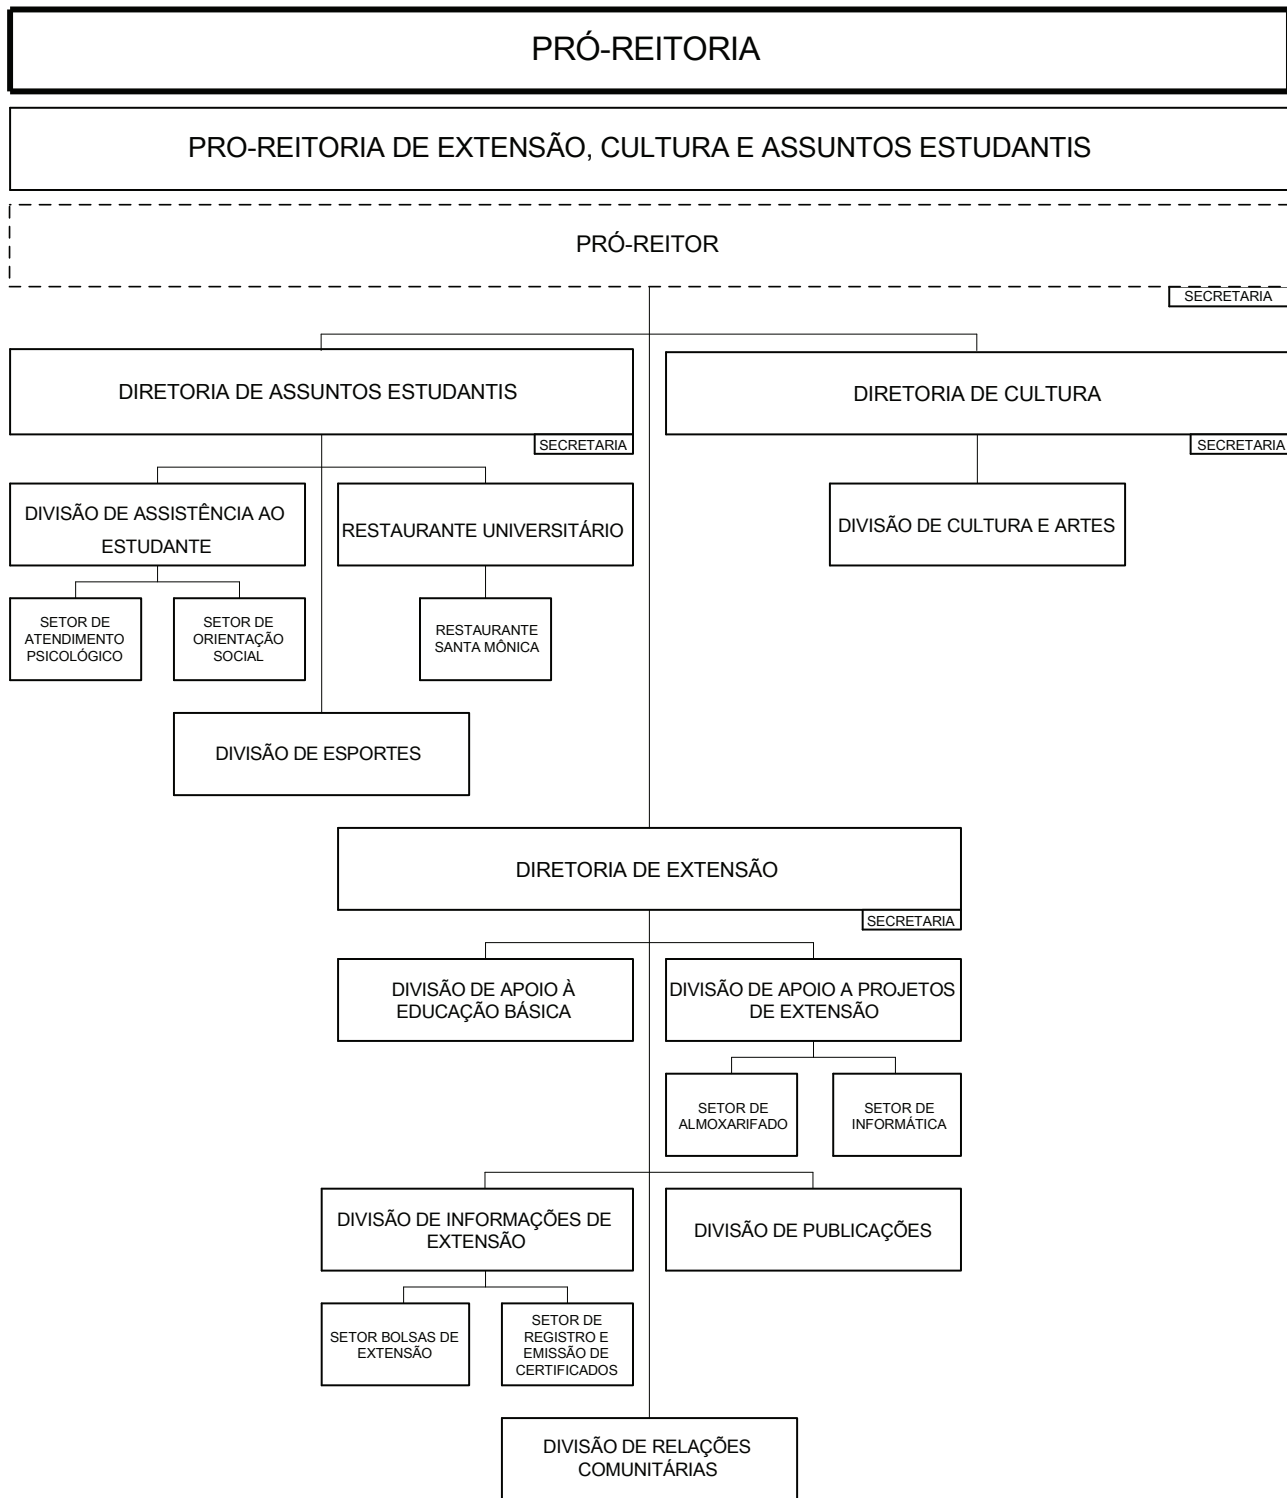 PRÓ-REITORIA
PRO-REITORIA DE EXTENSÃO, CULTURA E ASSUNTOS ESTUDANTIS
PRÓ-REITOR
SECRETARIA
DIRETORIA DE ASSUNTOS ESTUDANTIS
SECRETARIA
DIRETORIA DE CULTURA
SECRETARIA
DIVISÃO DE ASSISTÊNCIA AO
ESTUDANTE
RESTAURANTE UNIVERSITÁRIO
DIVISÃO DE CULTURA E ARTES
SETOR DE
ATENDIMENTO
PSICOLÓGICO
SETOR DE
ORIENTAÇÃO
SOCIAL
RESTAURANTE
SANTA MÔNICA
DIVISÃO DE ESPORTES
DIRETORIA DE EXTENSÃO
SECRETARIA
DIVISÃO DE APOIO À
EDUCAÇÃO BÁSICA
DIVISÃO DE APOIO A PROJETOS
DE EXTENSÃO
SETOR DE
ALMOXARIFADO
SETOR DE
INFORMÁTICA
DIVISÃO DE INFORMAÇÕES DE
EXTENSÃO
DIVISÃO DE PUBLICAÇÕES
SETOR BOLSAS DE
EXTENSÃO
SETOR DE
REGISTRO E
EMISSÃO DE
CERTIFICADOS
DIVISÃO DE RELAÇÕES
COMUNITÁRIAS